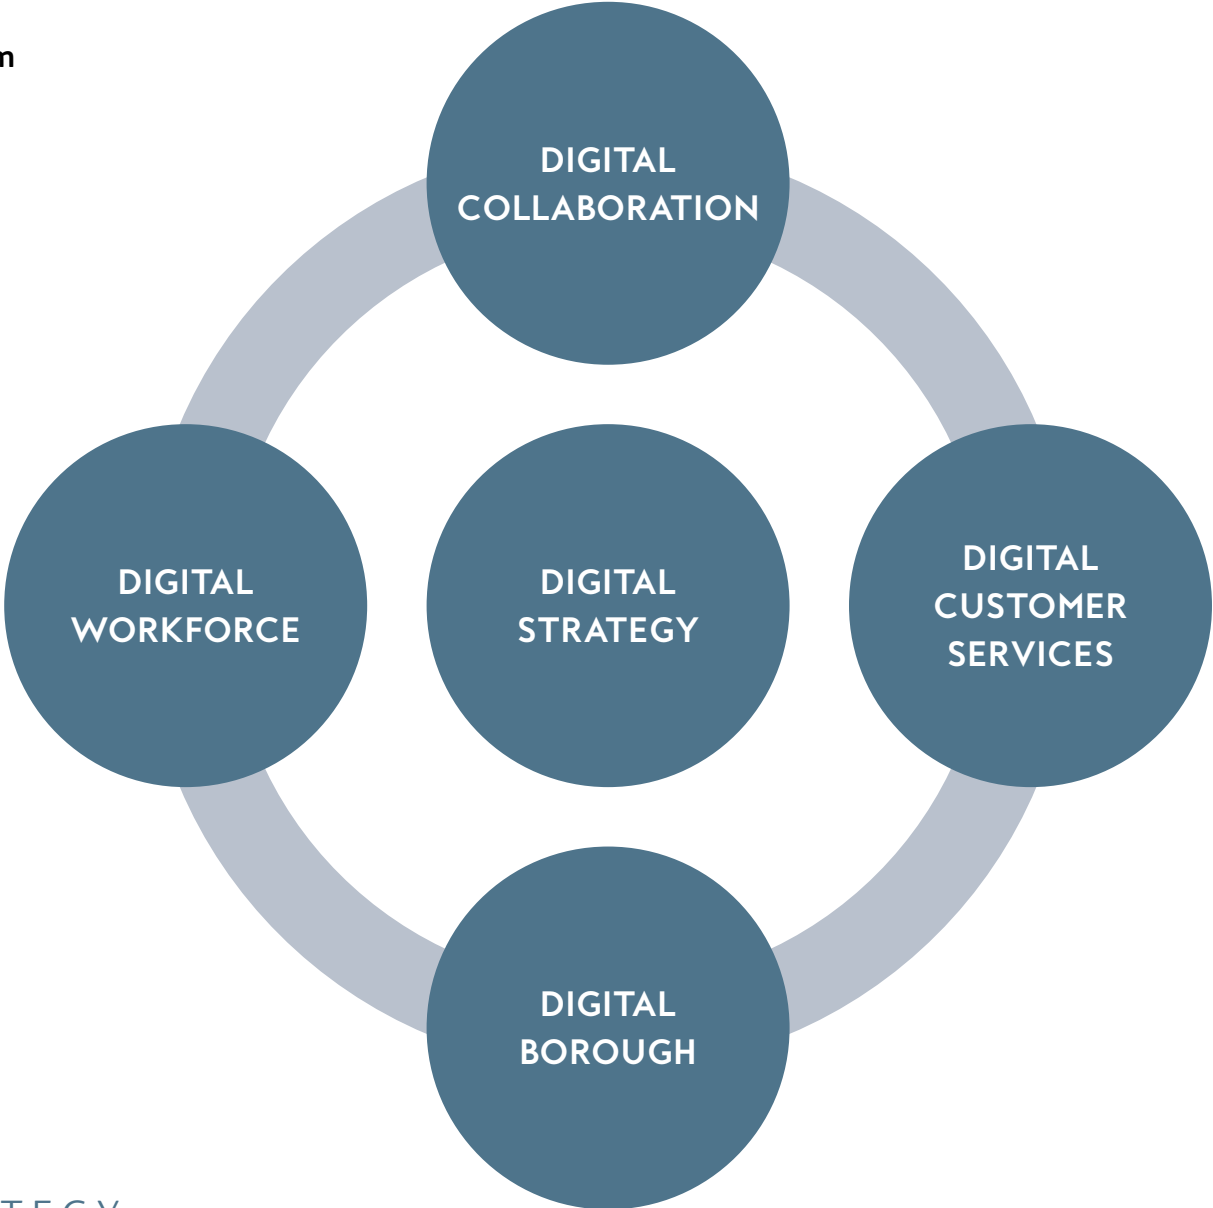 DIGITAL
COLLABORATION
DIGITAL
WORKFORCE
DIGITAL
STRATEGY
DIGITAL
CUSTOMER
SERVICES
DIGITAL
BOROUGH